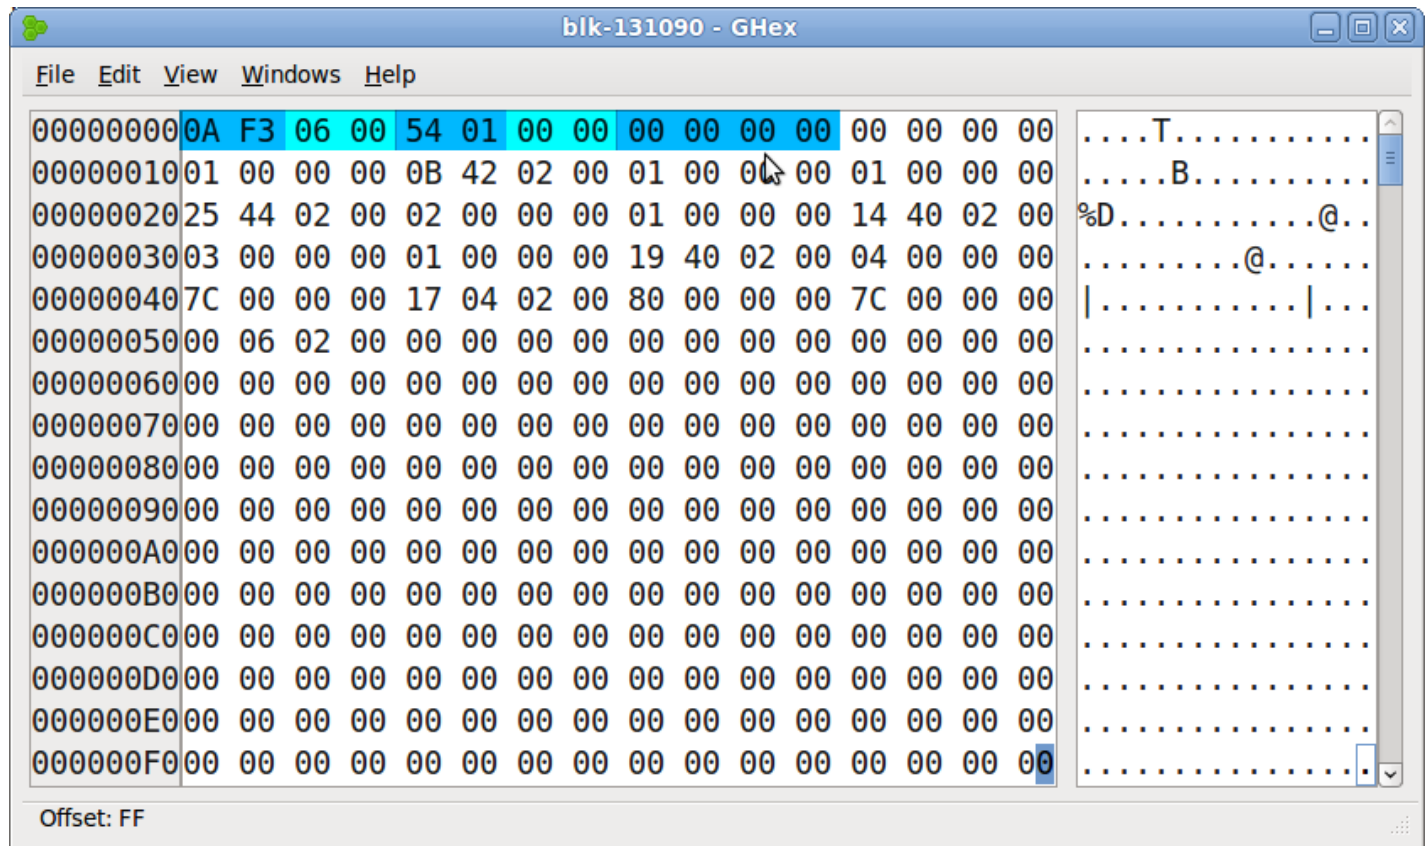 blk-131090 - GHex
File Edit View Windows Help
00000000 0A F3 06 00 54 01 00 00 00 00 00 00 00 00 00 00 ....T...........
00000010 01 00 00 00 0B 42 02 00 01 00 00 00 01 00 00 00 .....B..........
00000020 25 44 02 00 02 00 00 00 01 00 00 00 14 40 02 00 %D...........@..
00000030 03 00 00 00 01 00 00 00 19 40 02 00 04 00 00 00 .........@......
00000040 7C 00 00 00 17 04 02 00 80 00 00 00 7C 00 00 00 |...........|...
00000050 00 06 02 00 00 00 00 00 00 00 00 00 00 00 00 00 ................
00000060 00 00 00 00 00 00 00 00 00 00 00 00 00 00 00 00 ................
00000070 00 00 00 00 00 00 00 00 00 00 00 00 00 00 00 00 ................
00000080 00 00 00 00 00 00 00 00 00 00 00 00 00 00 00 00 ................
00000090 00 00 00 00 00 00 00 00 00 00 00 00 00 00 00 00 ................
000000A0 00 00 00 00 00 00 00 00 00 00 00 00 00 00 00 00 ................
000000B0 00 00 00 00 00 00 00 00 00 00 00 00 00 00 00 00 ................
000000C0 00 00 00 00 00 00 00 00 00 00 00 00 00 00 00 00 ................
000000D0 00 00 00 00 00 00 00 00 00 00 00 00 00 00 00 00 ................
000000E0 00 00 00 00 00 00 00 00 00 00 00 00 00 00 00 00 ................
000000F0 00 00 00 00 00 00 00 00 00 00 00 00 00 00 00 00 ................
Offset: FF